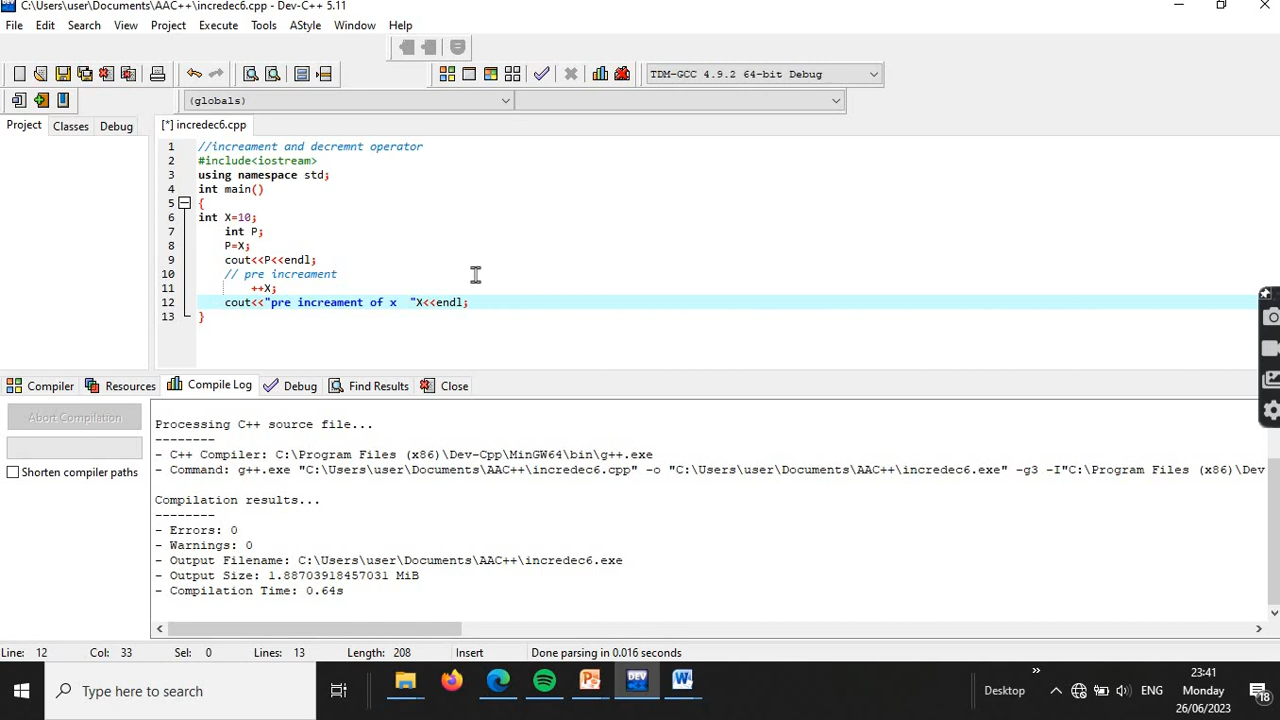 C:\Users\user\Documents\AAC++\incredec6.cpp - Dev-C++ 5.11
File Edit Search View Project Execute Tools AStyle Window Help
TDM-GCC 4.9.2 64-bit Debug
(globals)
Project Classes Debug [*] incredec6.cpp
1 //increament and decremnt operator
2 #include<iostream>
3 using namespace std;
4 int main()
5 {
6 int X=10;
7 int P;
8 P=X;
9 cout<<P<<endl;
10 // pre increament
11 ++X;
12 cout<<"pre increament of x  "X<<endl;
13 }
Compiler Resources Compile Log Debug Find Results Close
Abort Compilation
Shorten compiler paths
Processing C++ source file...
--------
- C++ Compiler: C:\Program Files (x86)\Dev-Cpp\MinGW64\bin\g++.exe
- Command: g++.exe "C:\Users\user\Documents\AAC++\incredec6.cpp" -o "C:\Users\user\Documents\AAC++\incredec6.exe" -g3 -I"C:\Program Files (x86)\Dev
Compilation results...
--------
- Errors: 0
- Warnings: 0
- Output Filename: C:\Users\user\Documents\AAC++\incredec6.exe
- Output Size: 1.88703918457031 MiB
- Compilation Time: 0.64s
Line: 12 Col: 33 Sel: 0 Lines: 13 Length: 208 Insert Done parsing in 0.016 seconds
Type here to search
DEV
Desktop
ENG
23:41
Monday
26/06/2023
18